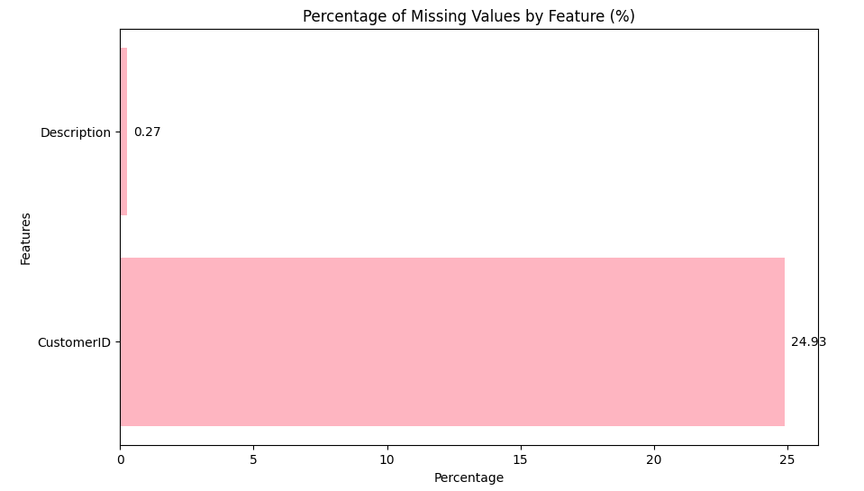 Percentage of Missing Values by Feature (%)
Description
0.27
Features
CustomerID
24.93
0 5 10 15 20 25
Percentage